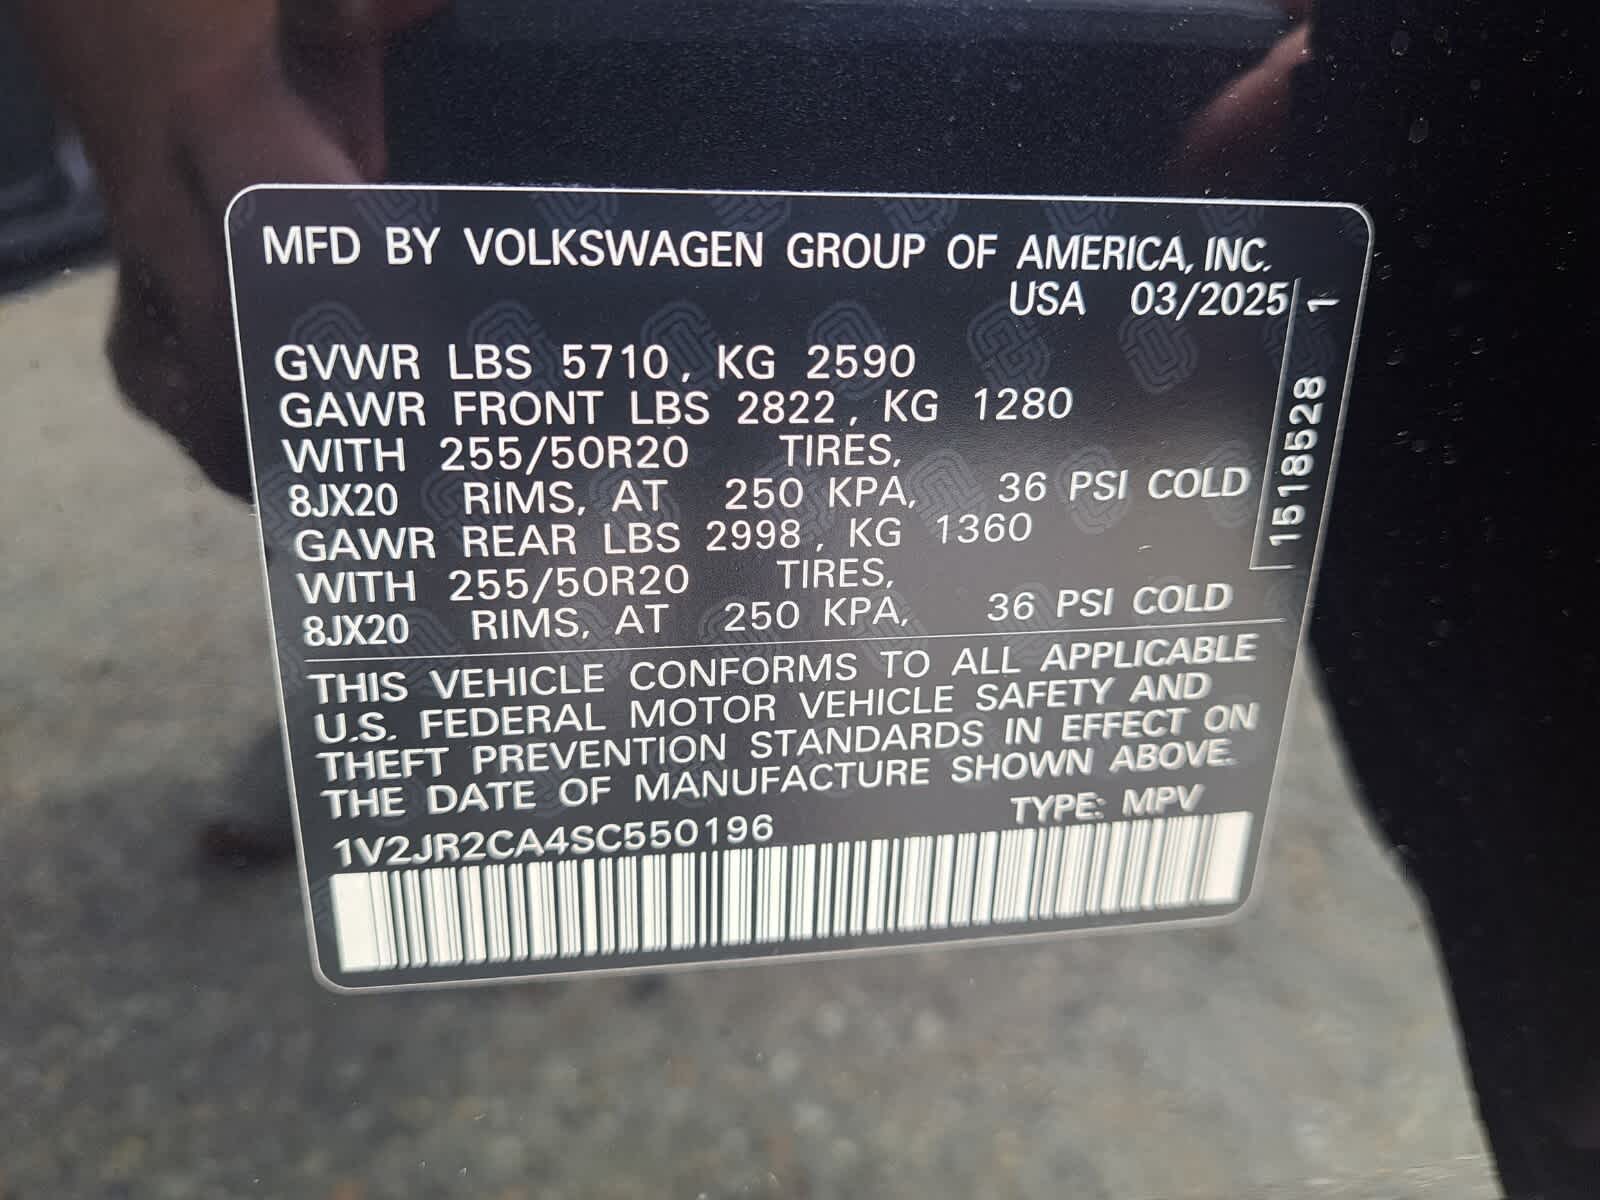 MFD BY VOLKSWAGEN GROUP OF AMERICA, INC.
USA 03/2025
GVWR LBS 5710, KG 2590
GAWR FRONT LBS 2822, KG 1280
WITH 255/50R20 TIRES,
8JX20 RIMS, AT 250 KPA, 36 PSI COLD
GAWR REAR LBS 2998, KG 1360
WITH 255/50R20 TIRES,
8JX20 RIMS, AT 250 KPA, 36 PSI COLD
THIS VEHICLE CONFORMS TO ALL APPLICABLE
U.S. FEDERAL MOTOR VEHICLE SAFETY AND
THEFT PREVENTION STANDARDS IN EFFECT ON
THE DATE OF MANUFACTURE SHOWN ABOVE.
TYPE: MPV
1V2JR2CA4SC550196
1518528 1